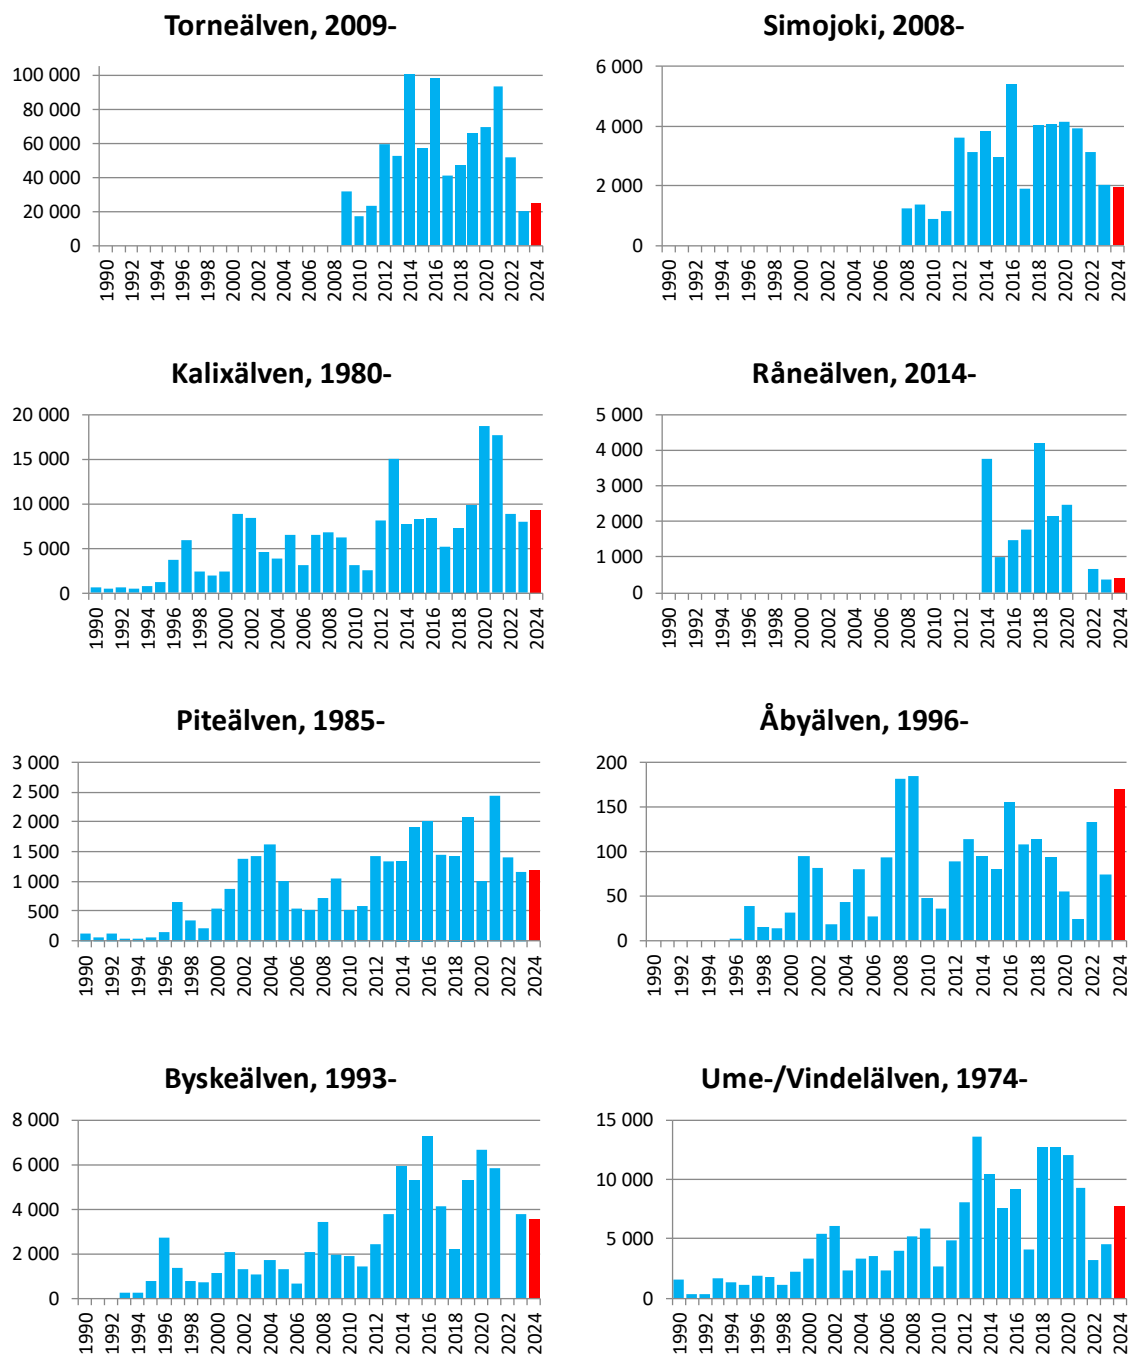 Torneälven, 2009-
100 000
80 000
60 000
40 000
20 000
0
1990 1992 1994 1996 1998 2000 2002 2004 2006 2008 2010 2012 2014 2016 2018 2020 2022 2024
Simojoki, 2008-
6 000
4 000
2 000
0
1990 1992 1994 1996 1998 2000 2002 2004 2006 2008 2010 2012 2014 2016 2018 2020 2022 2024
Kalixälven, 1980-
20 000
15 000
10 000
5 000
0
1990 1992 1994 1996 1998 2000 2002 2004 2006 2008 2010 2012 2014 2016 2018 2020 2022 2024
Råneälven, 2014-
5 000
4 000
3 000
2 000
1 000
0
1990 1992 1994 1996 1998 2000 2002 2004 2006 2008 2010 2012 2014 2016 2018 2020 2022 2024
Piteälven, 1985-
3 000
2 500
2 000
1 500
1 000
500
0
1990 1992 1994 1996 1998 2000 2002 2004 2006 2008 2010 2012 2014 2016 2018 2020 2022 2024
Åbyälven, 1996-
200
150
100
50
0
1990 1992 1994 1996 1998 2000 2002 2004 2006 2008 2010 2012 2014 2016 2018 2020 2022 2024
Byskeälven, 1993-
8 000
6 000
4 000
2 000
0
1990 1992 1994 1996 1998 2000 2002 2004 2006 2008 2010 2012 2014 2016 2018 2020 2022 2024
Ume-/Vindelälven, 1974-
15 000
10 000
5 000
0
1990 1992 1994 1996 1998 2000 2002 2004 2006 2008 2010 2012 2014 2016 2018 2020 2022 2024